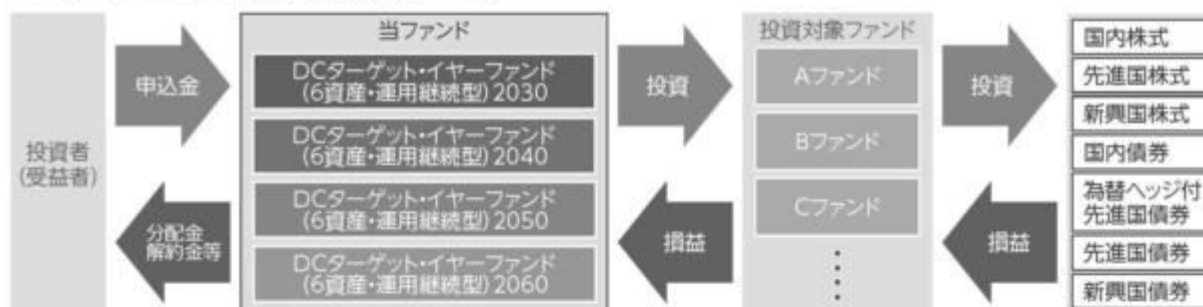 投資者
(受益者)
申込金
分配金
解約金等
当ファンド
DCターゲット・イヤーファンド
(6資産・運用継続型)2030
DCターゲット・イヤーファンド
(6資産・運用継続型)2040
DCターゲット・イヤーファンド
(6資産・運用継続型)2050
DCターゲット・イヤーファンド
(6資産・運用継続型)2060
投資
損益
投資対象ファンド
Aファンド
Bファンド
Cファンド
投資
損益
国内株式
先進国株式
新興国株式
国内債券
為替ヘッジ付
先進国債券
先進国債券
新興国債券